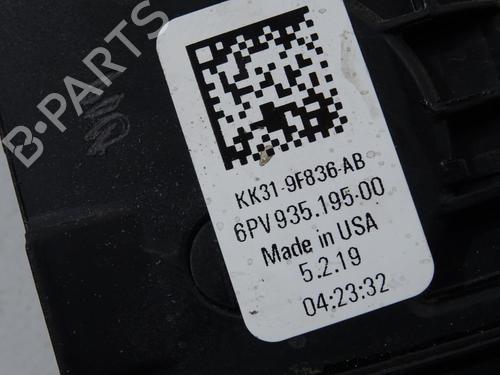 B-PARTS
KK31-9F836-AB
6PV 935.195-00
Made in USA
5.2.19
04:23:32